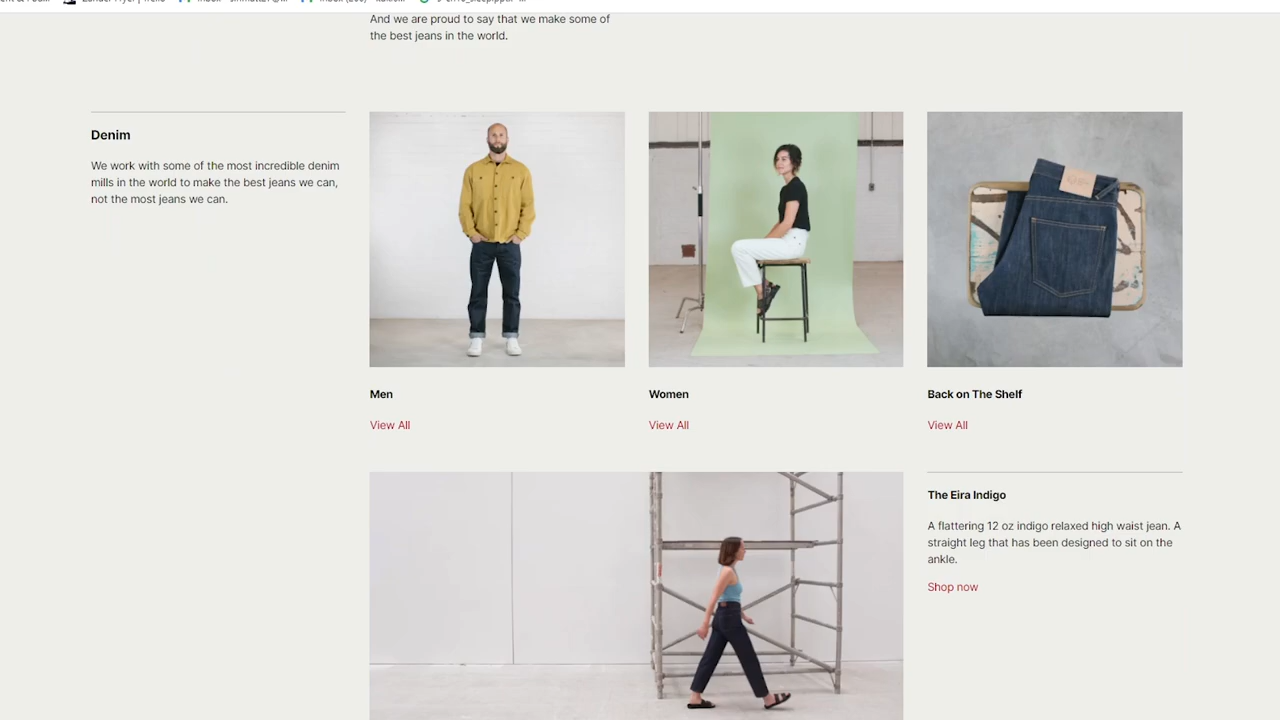 And we are proud to say that we make some of
the best jeans in the world.
Denim
We work with some of the most incredible denim
mills in the world to make the best jeans we can,
not the most jeans we can.
Men
View All
Women
View All
Back on The Shelf
View All
The Eira Indigo
A flattering 12 oz indigo relaxed high waist jean. A
straight leg that has been designed to sit on the
ankle.
Shop now